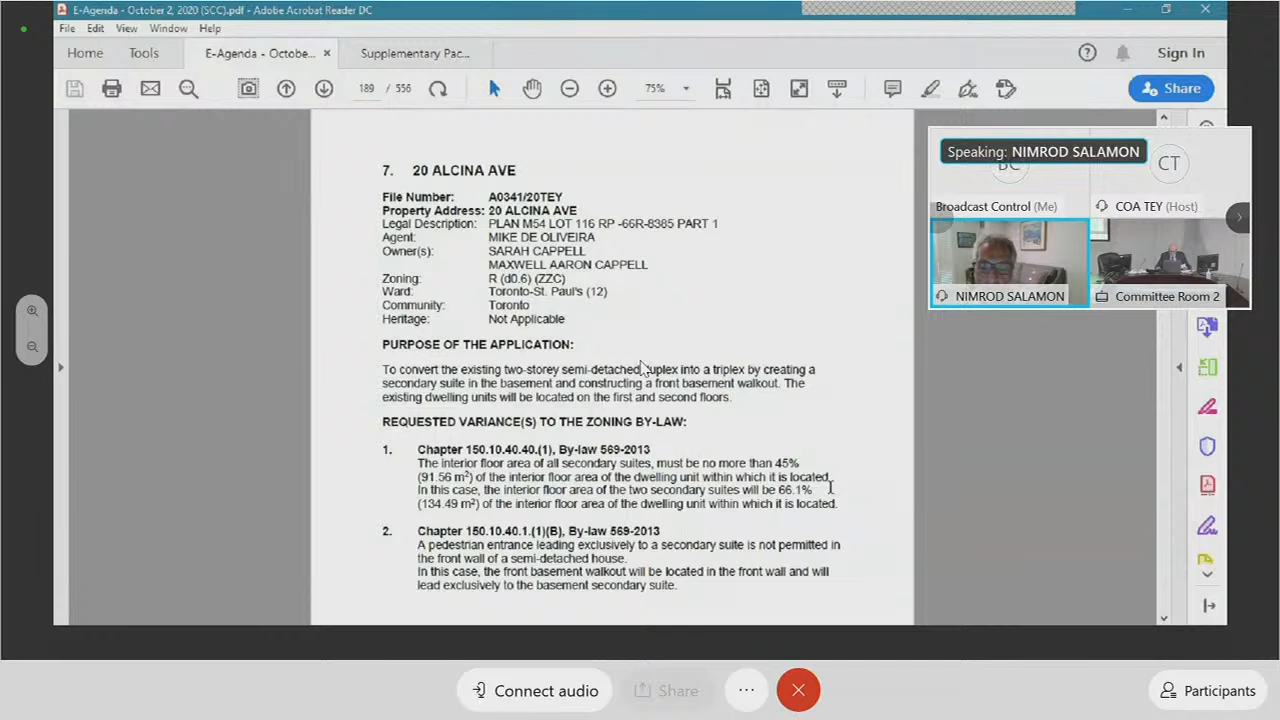 E-Agenda - October 2, 2020 (SCC).pdf - Adobe Acrobat Reader DC
File Edit View Window Help
Home Tools E-Agenda - Octobe... × Supplementary Pac... Sign In
189 / 556 75% Share
7. 20 ALCINA AVE
File Number: A0341/20TEY
Property Address: 20 ALCINA AVE
Legal Description: PLAN M54 LOT 116 RP -66R-8385 PART 1
Agent: MIKE DE OLIVEIRA
Owner(s): SARAH CAPPELL
MAXWELL AARON CAPPELL
Zoning: R (d0.6) (ZZC)
Ward: Toronto-St. Paul's (12)
Community: Toronto
Heritage: Not Applicable
PURPOSE OF THE APPLICATION:
To convert the existing two-storey semi-detached duplex into a triplex by creating a
secondary suite in the basement and constructing a front basement walkout. The
existing dwelling units will be located on the first and second floors.
REQUESTED VARIANCE(S) TO THE ZONING BY-LAW:
1. Chapter 150.10.40.40.(1), By-law 569-2013
The interior floor area of all secondary suites, must be no more than 45%
(91.56 m²) of the interior floor area of the dwelling unit within which it is located.
In this case, the interior floor area of the two secondary suites will be 66.1%
(134.49 m²) of the interior floor area of the dwelling unit within which it is located.
2. Chapter 150.10.40.1.(1)(B), By-law 569-2013
A pedestrian entrance leading exclusively to a secondary suite is not permitted in
the front wall of a semi-detached house.
In this case, the front basement walkout will be located in the front wall and will
lead exclusively to the basement secondary suite.
Speaking: NIMROD SALAMON
BC CT
Broadcast Control (Me) COA TEY (Host)
NIMROD SALAMON Committee Room 2
Connect audio Share ... Participants